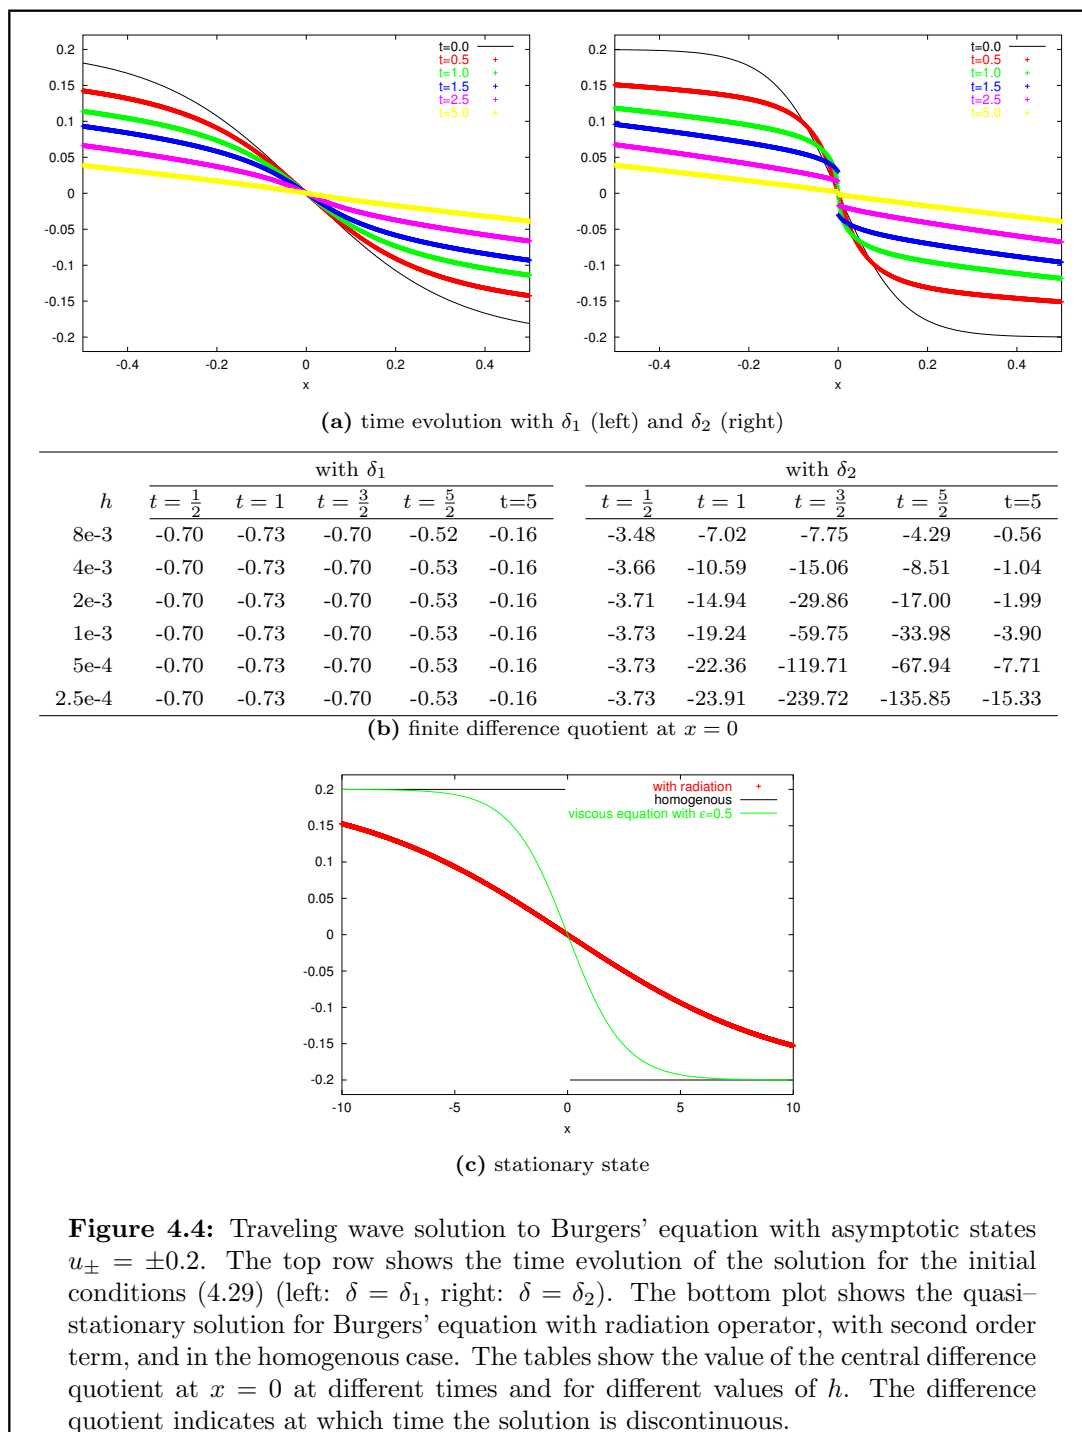 t=0.0
t=0.5
t=1.0
t=1.5
t=2.5
t=5.0
0.2
0.15
0.1
0.05
0
-0.05
-0.1
-0.15
-0.2
-0.4 -0.2 0 0.2 0.4
x
t=0.0
t=0.5
t=1.0
t=1.5
t=2.5
t=5.0
0.2
0.15
0.1
0.05
0
-0.05
-0.1
-0.15
-0.2
-0.4 -0.2 0 0.2 0.4
x
(a) time evolution with δ₁ (left) and δ₂ (right)
with δ₁ with δ₂
h t = 1/2 t = 1 t = 3/2 t = 5/2 t=5 t = 1/2 t = 1 t = 3/2 t = 5/2 t=5
8e-3 -0.70 -0.73 -0.70 -0.52 -0.16 -3.48 -7.02 -7.75 -4.29 -0.56
4e-3 -0.70 -0.73 -0.70 -0.53 -0.16 -3.66 -10.59 -15.06 -8.51 -1.04
2e-3 -0.70 -0.73 -0.70 -0.53 -0.16 -3.71 -14.94 -29.86 -17.00 -1.99
1e-3 -0.70 -0.73 -0.70 -0.53 -0.16 -3.73 -19.24 -59.75 -33.98 -3.90
5e-4 -0.70 -0.73 -0.70 -0.53 -0.16 -3.73 -22.36 -119.71 -67.94 -7.71
2.5e-4 -0.70 -0.73 -0.70 -0.53 -0.16 -3.73 -23.91 -239.72 -135.85 -15.33
(b) finite difference quotient at x = 0
with radiation
homogenous
viscous equation with ε=0.5
0.2
0.15
0.1
0.05
0
-0.05
-0.1
-0.15
-0.2
-10 -5 0 5 10
x
(c) stationary state
Figure 4.4: Traveling wave solution to Burgers' equation with asymptotic states
u± = ±0.2. The top row shows the time evolution of the solution for the initial
conditions (4.29) (left: δ = δ₁, right: δ = δ₂). The bottom plot shows the quasi–
stationary solution for Burgers' equation with radiation operator, with second order
term, and in the homogenous case. The tables show the value of the central difference
quotient at x = 0 at different times and for different values of h. The difference
quotient indicates at which time the solution is discontinuous.